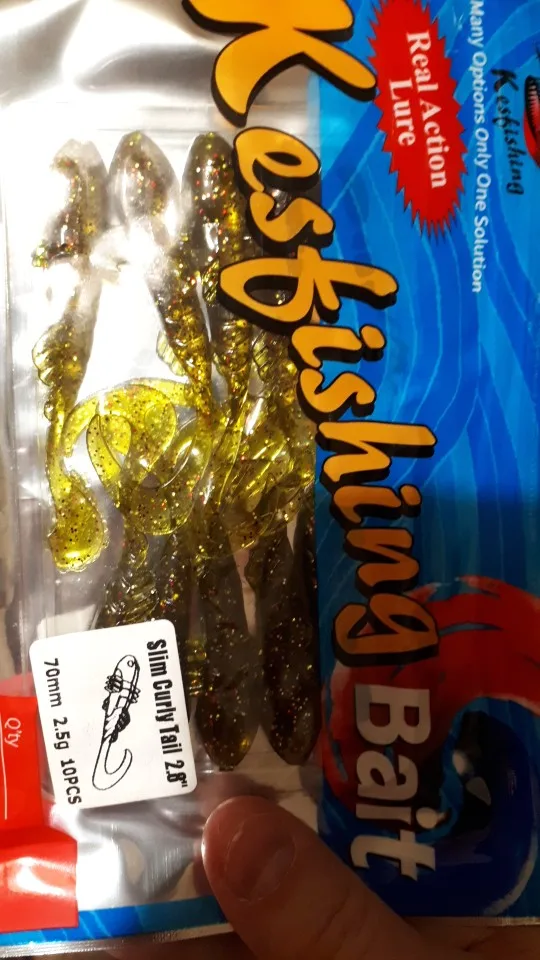 Kesfishing
Many Options Only One Solution
Real Action
Lure
Kesfishing
Bait
Slim Curly Tail 2.8"
70mm 2.5g 10PCS
Q'ty